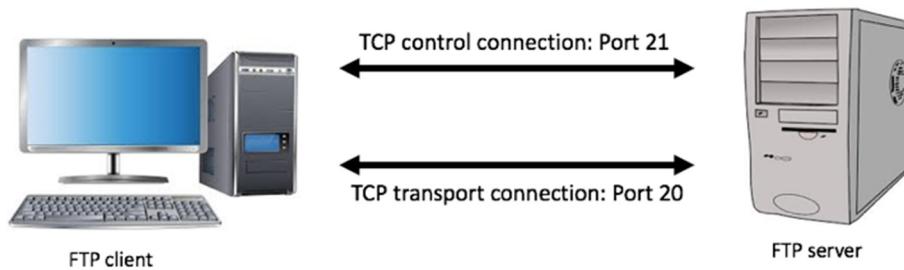 TCP control connection: Port 21
TCP transport connection: Port 20
FTP client
FTP server